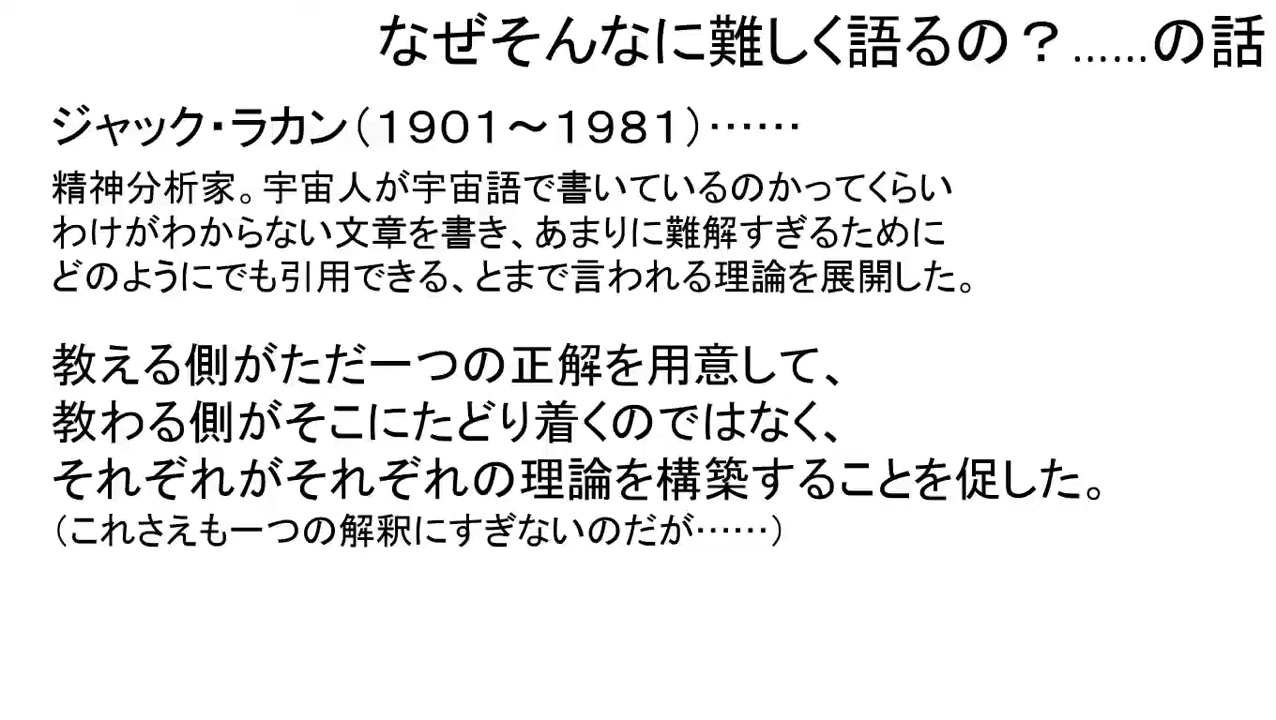 なぜそんなに難しく語るの？……の話
ジャック・ラカン（１９０１～１９８１）……
精神分析家。宇宙人が宇宙語で書いているのかってくらい
わけがわからない文章を書き、あまりに難解すぎるために
どのようにでも引用できる、とまで言われる理論を展開した。
教える側がただ一つの正解を用意して、
教わる側がそこにたどり着くのではなく、
それぞれがそれぞれの理論を構築することを促した。
（これさえも一つの解釈にすぎないのだが……）